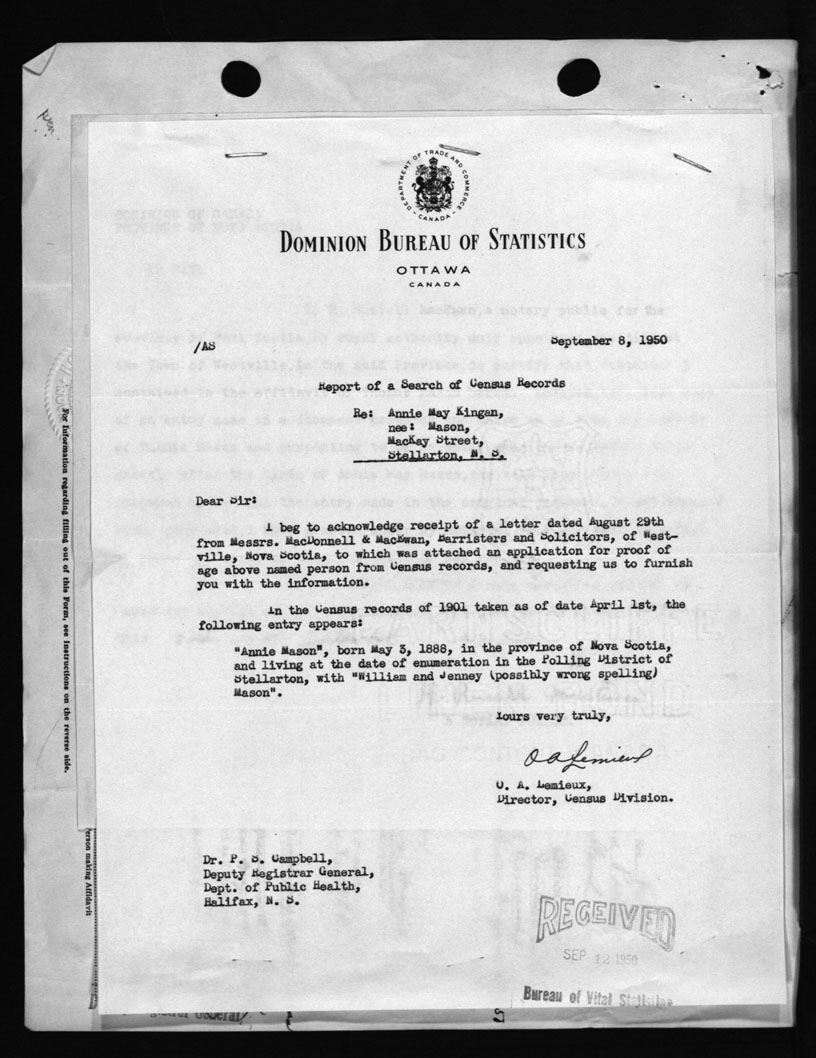 DEPARTMENT OF TRADE AND COMMERCE
- CANADA -
DOMINION BUREAU OF STATISTICS
OTTAWA
CANADA
/AS
September 8, 1950
Report of a Search of Census Records
Re: Annie May Kingan,
nee: Mason,
MacKay Street,
Stellarton, N. S.
Dear Sir:
I beg to acknowledge receipt of a letter dated August 29th
from Messrs. MacDonnell & MacEwan, Barristers and Solicitors, of West-
ville, Nova Scotia, to which was attached an application for proof of
age above named person from Census records, and requesting us to furnish
you with the information.
In the Census records of 1901 taken as of date April 1st, the
following entry appears:
"Annie Mason", born May 3, 1888, in the province of Nova Scotia,
and living at the date of enumeration in the Polling District of
Stellarton, with "William and Jenney (possibly wrong spelling)
Mason".
Yours very truly,
O A Lemieux
O. A. Lemieux,
Director, Census Division.
Dr. P. S. Campbell,
Deputy Registrar General,
Dept. of Public Health,
Halifax, N. S.
RECEIVED
SEP 12 1950
Bureau of Vital Statistics
For Information regarding filling out of this Form, see Instructions on the reverse side.
Person making Affidavit
General